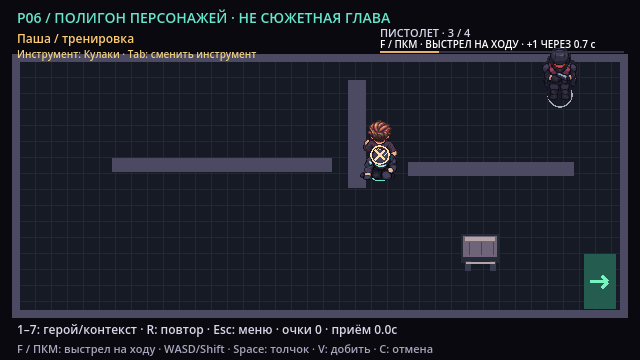 P06 / ПОЛИГОН ПЕРСОНАЖЕЙ · НЕ СЮЖЕТНАЯ ГЛАВА
Паша / тренировка
Инструмент: Кулаки · Tab: сменить инструмент
ПИСТОЛЕТ · 3 / 4
F / ПКМ · ВЫСТРЕЛ НА ХОДУ · +1 ЧЕРЕЗ 0.7 с
1–7: герой/контекст · R: повтор · Esc: меню · очки 0 · приём 0.0с
F / ПКМ: выстрел на ходу · WASD/Shift · Space: толчок · V: добить · C: отмена